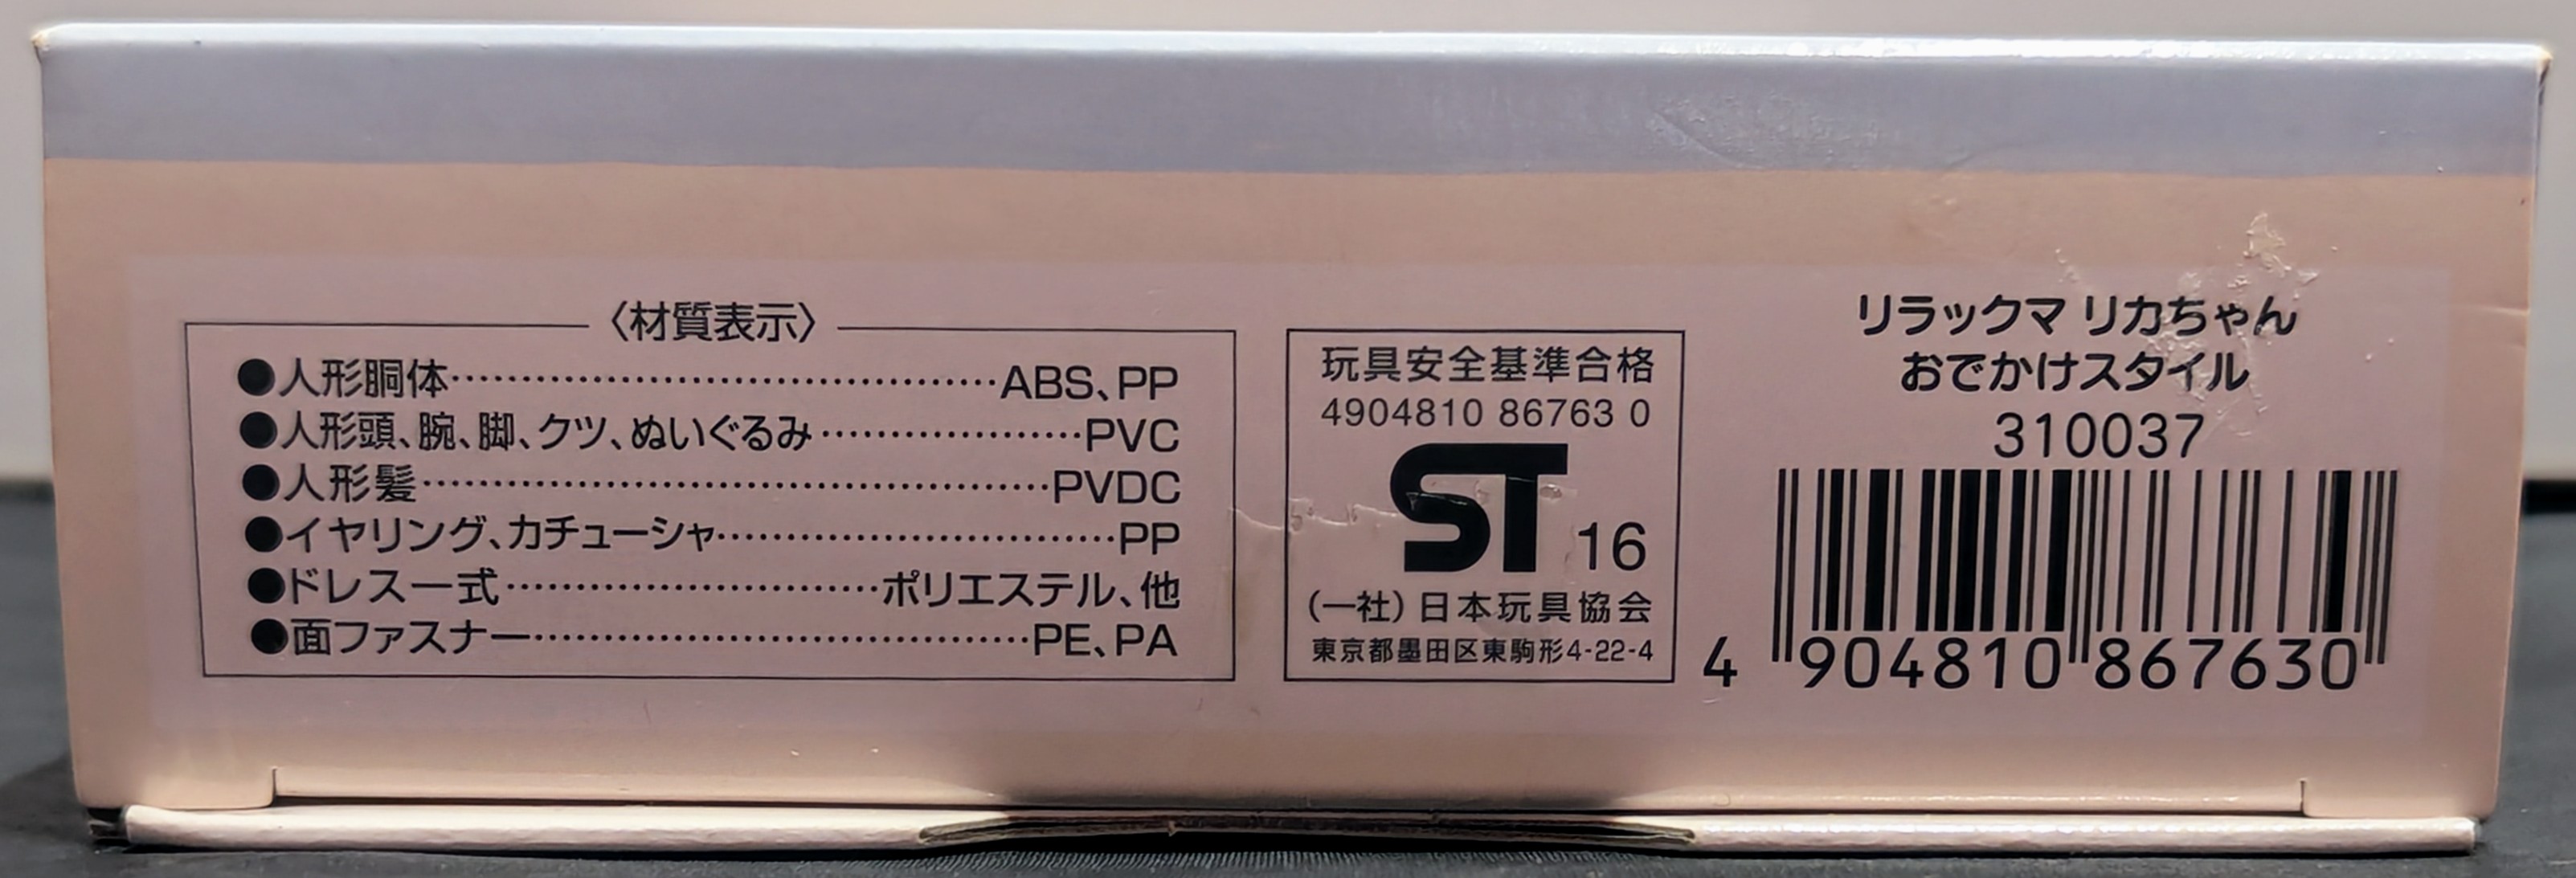 〈材質表示〉
●人形胴体……………………………ABS、PP
●人形頭、腕、脚、クツ、ぬいぐるみ……………PVC
●人形髪……………………………PVDC
●イヤリング、カチューシャ……………………PP
●ドレス一式…………………ポリエステル、他
●面ファスナー…………………………PE、PA
玩具安全基準合格
4904810 86763 0
ST 16
(一社)日本玩具協会
東京都墨田区東駒形4-22-4
リラックマ リカちゃん
おでかけスタイル
310037
4 904810 867630